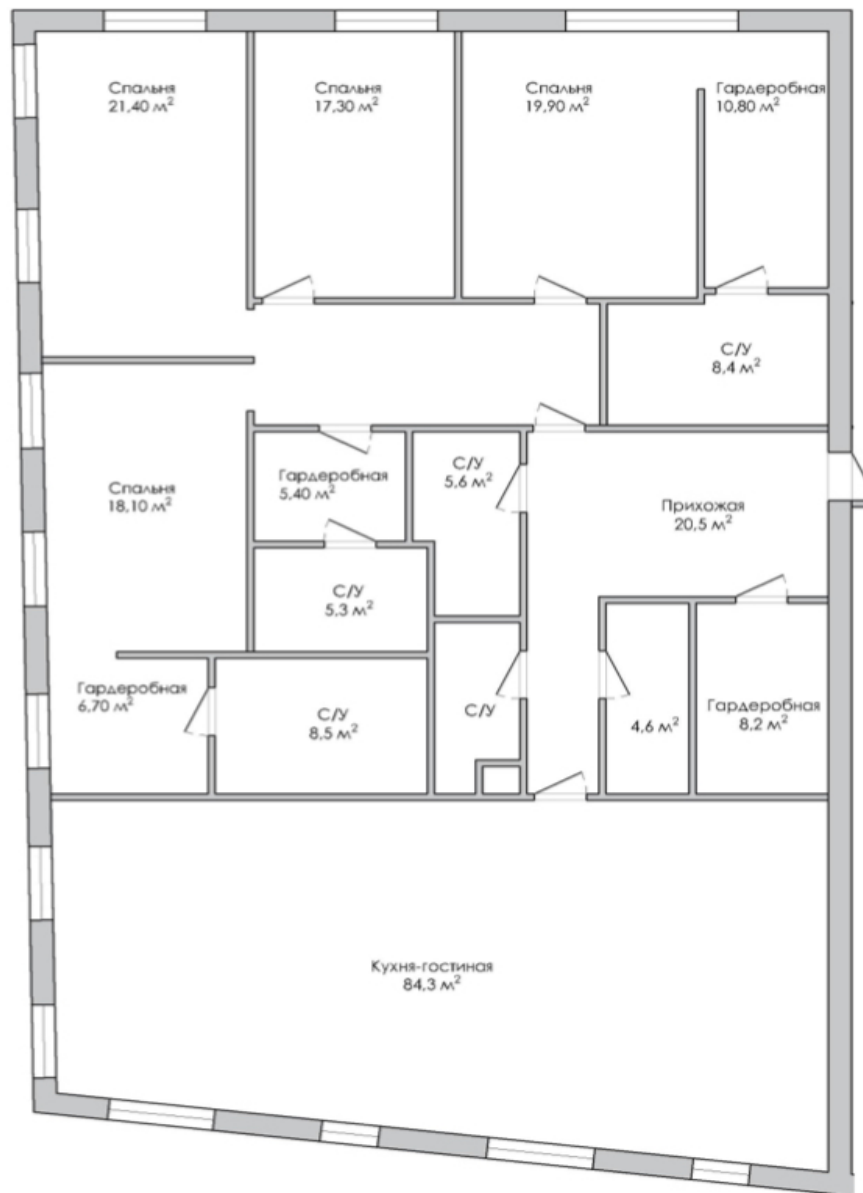 Спальня
21,40 м²
Спальня
17,30 м²
Спальня
19,90 м²
Гардеробная
10,80 м²
С/У
8,4 м²
Спальня
18,10 м²
Гардеробная
5,40 м²
С/У
5,6 м²
Прихожая
20,5 м²
С/У
5,3 м²
Гардеробная
6,70 м²
С/У
8,5 м²
С/У
4,6 м²
Гардеробная
8,2 м²
Кухня-гостиная
84,3 м²